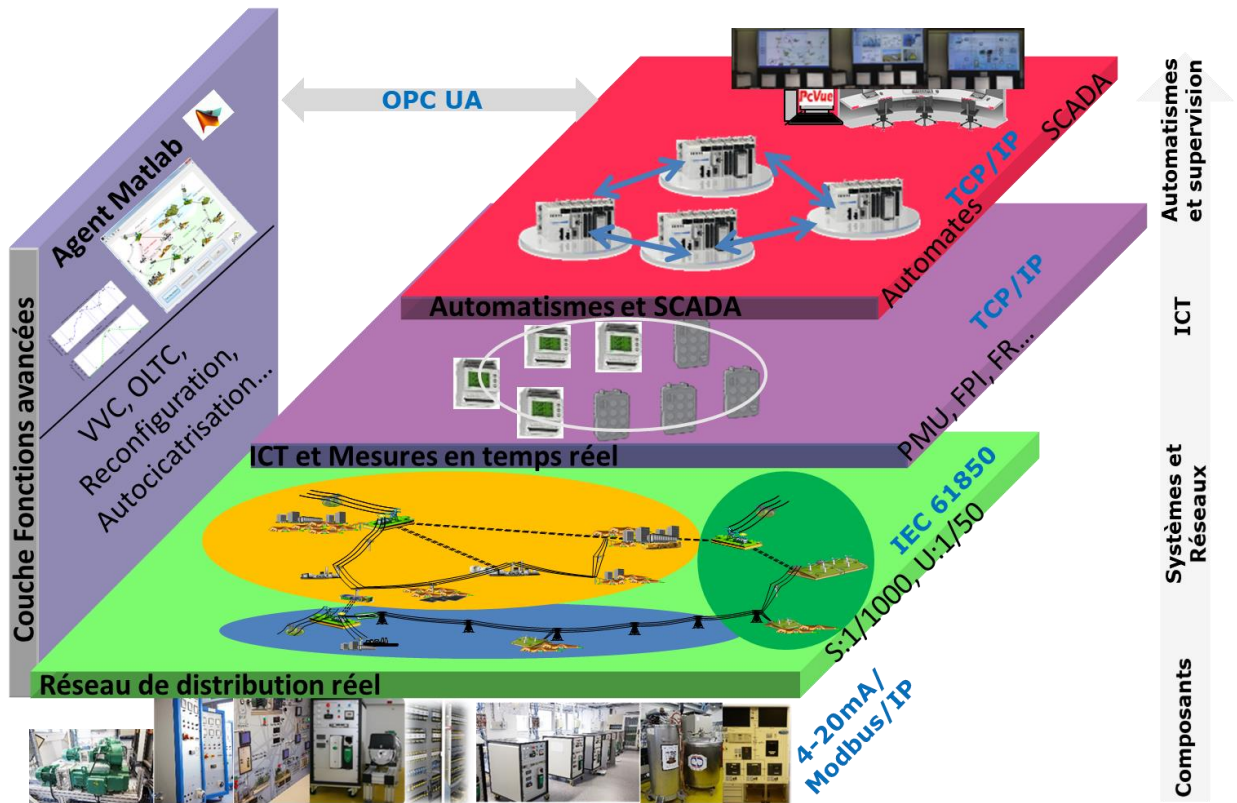 Couche Fonctions avancées
Agent Matlab
VVC, OLTC,
Reconfiguration,
Autocicatrisation...
OPC UA
PcVue
SCADA
TCP/IP
Automates
Automatismes et SCADA
TCP/IP
PMU, FPI, FR...
ICT et Mesures en temps réel
IEC 61850
S:1/1000, U:1/50
Réseau de distribution réel
4-20mA/
Modbus/IP
Automatismes
et supervision
ICT
Systèmes et
Réseaux
Composants